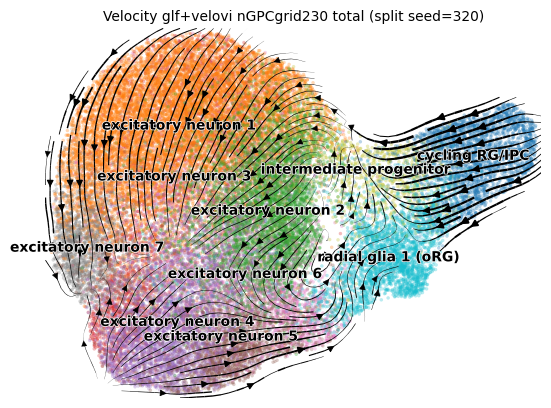 Velocity glf+velovi nGPCgrid230 total (split seed=320)
excitatory neuron 1
cycling RG/IPC
intermediate progenitor
excitatory neuron 3
excitatory neuron 2
excitatory neuron 7
radial glia 1 (oRG)
excitatory neuron 6
excitatory neuron 4
excitatory neuron 5